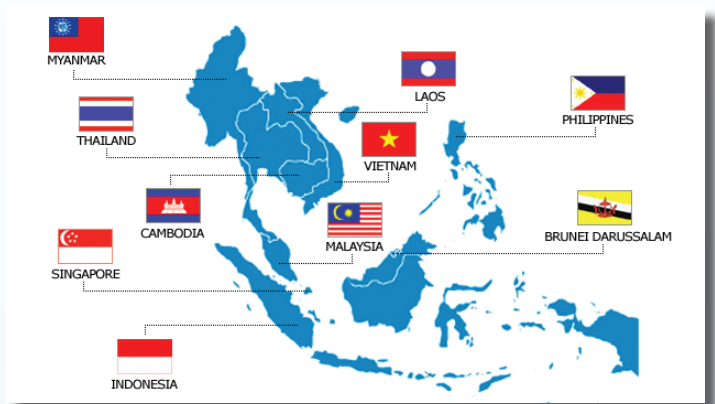 MYANMAR
LAOS
PHILIPPINES
THAILAND
VIETNAM
CAMBODIA
MALAYSIA
BRUNEI DARUSSALAM
SINGAPORE
INDONESIA